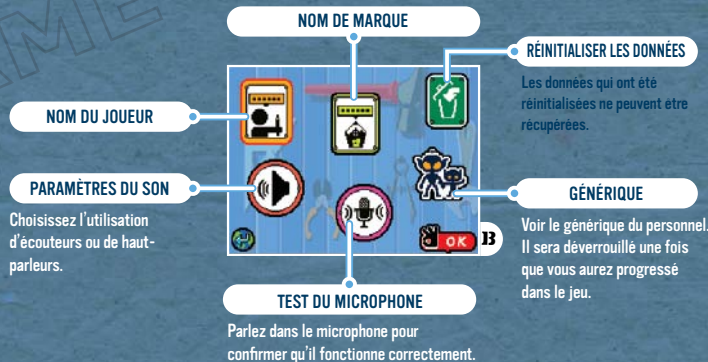 AME
NOM DE MARQUE
RÉINITIALISER LES DONNÉES
Les données qui ont été
réinitialisées ne peuvent être
récupérées.
NOM DU JOUEUR
PARAMÈTRES DU SON
Choisissez l'utilisation
d'écouteurs ou de haut-
parleurs.
GÉNÉRIQUE
Voir le générique du personnel.
Il sera déverrouillé une fois
que vous aurez progressé
dans le jeu.
OK
B
TEST DU MICROPHONE
Parlez dans le microphone pour
confirmer qu'il fonctionne correctement.